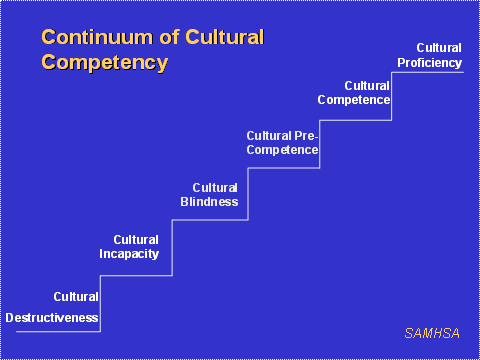 Continuum of Cultural
Competency
Cultural
Proficiency
Cultural
Competence
Cultural Pre-
Competence
Cultural
Blindness
Cultural
Incapacity
Cultural
Destructiveness
SAMHSA